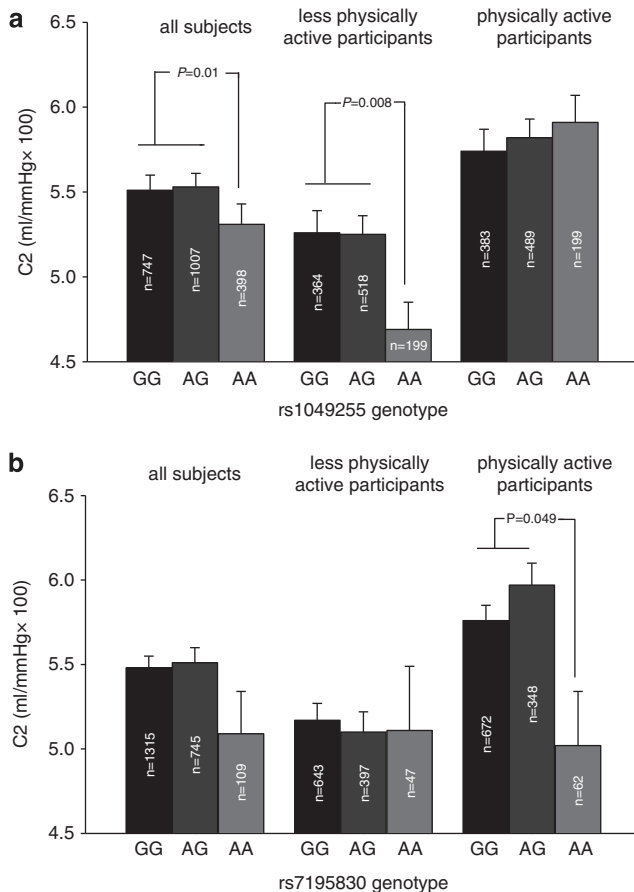 a
all subjects
less physically
active participants
physically active
participants
6.5
6.0
5.5
5.0
4.5
C2 (ml/mmHg× 100)
P=0.01
P=0.008
n=747
n=1007
n=398
n=364
n=518
n=199
n=383
n=489
n=199
GG AG AA GG AG AA GG AG AA
rs1049255 genotype
b
all subjects
less physically
active participants
physically active
participants
6.5
6.0
5.5
5.0
4.5
C2 (ml/mmHg× 100)
P=0.049
n=1315
n=745
n=109
n=643
n=397
n=47
n=672
n=348
n=62
GG AG AA GG AG AA GG AG AA
rs7195830 genotype